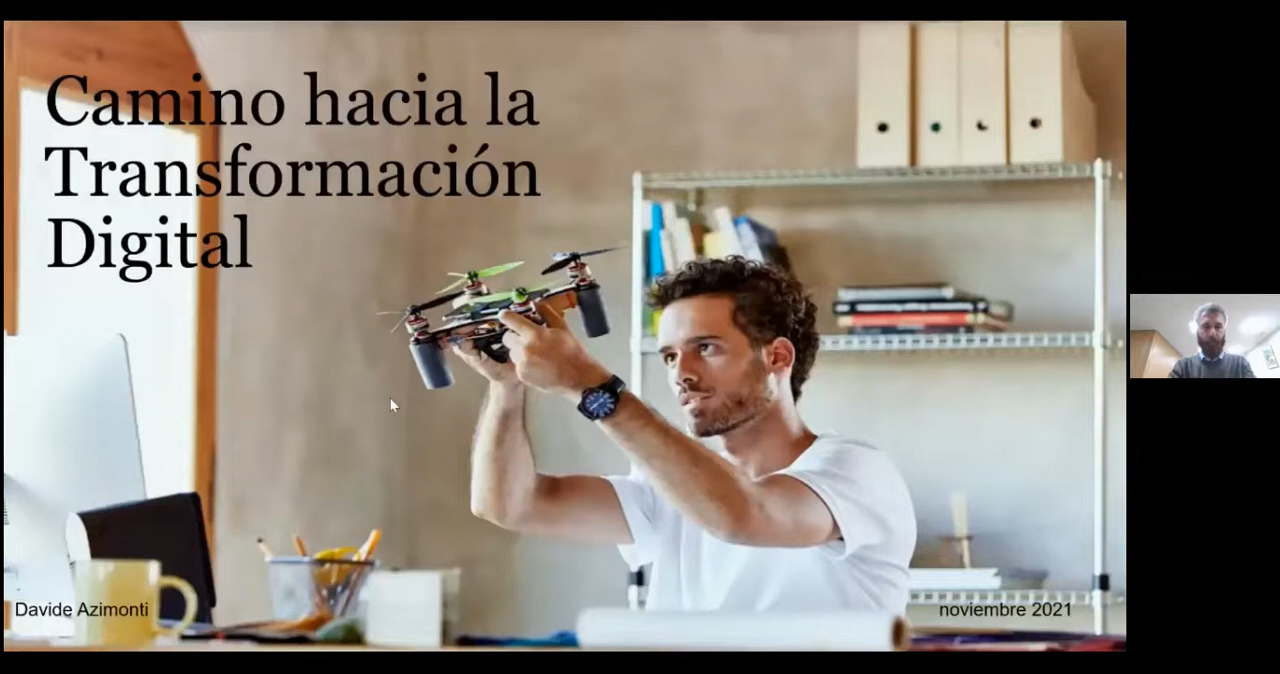 Camino hacia la
Transformación
Digital
Davide Azimonti
noviembre 2021